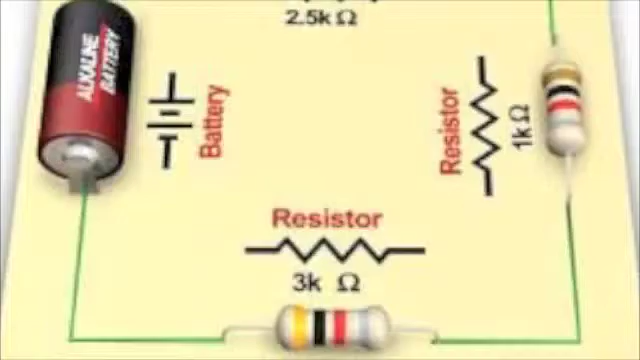 2.5k Ω
ALKALINE
BATTERY
Battery
Resistor
1kΩ
Resistor
3k Ω